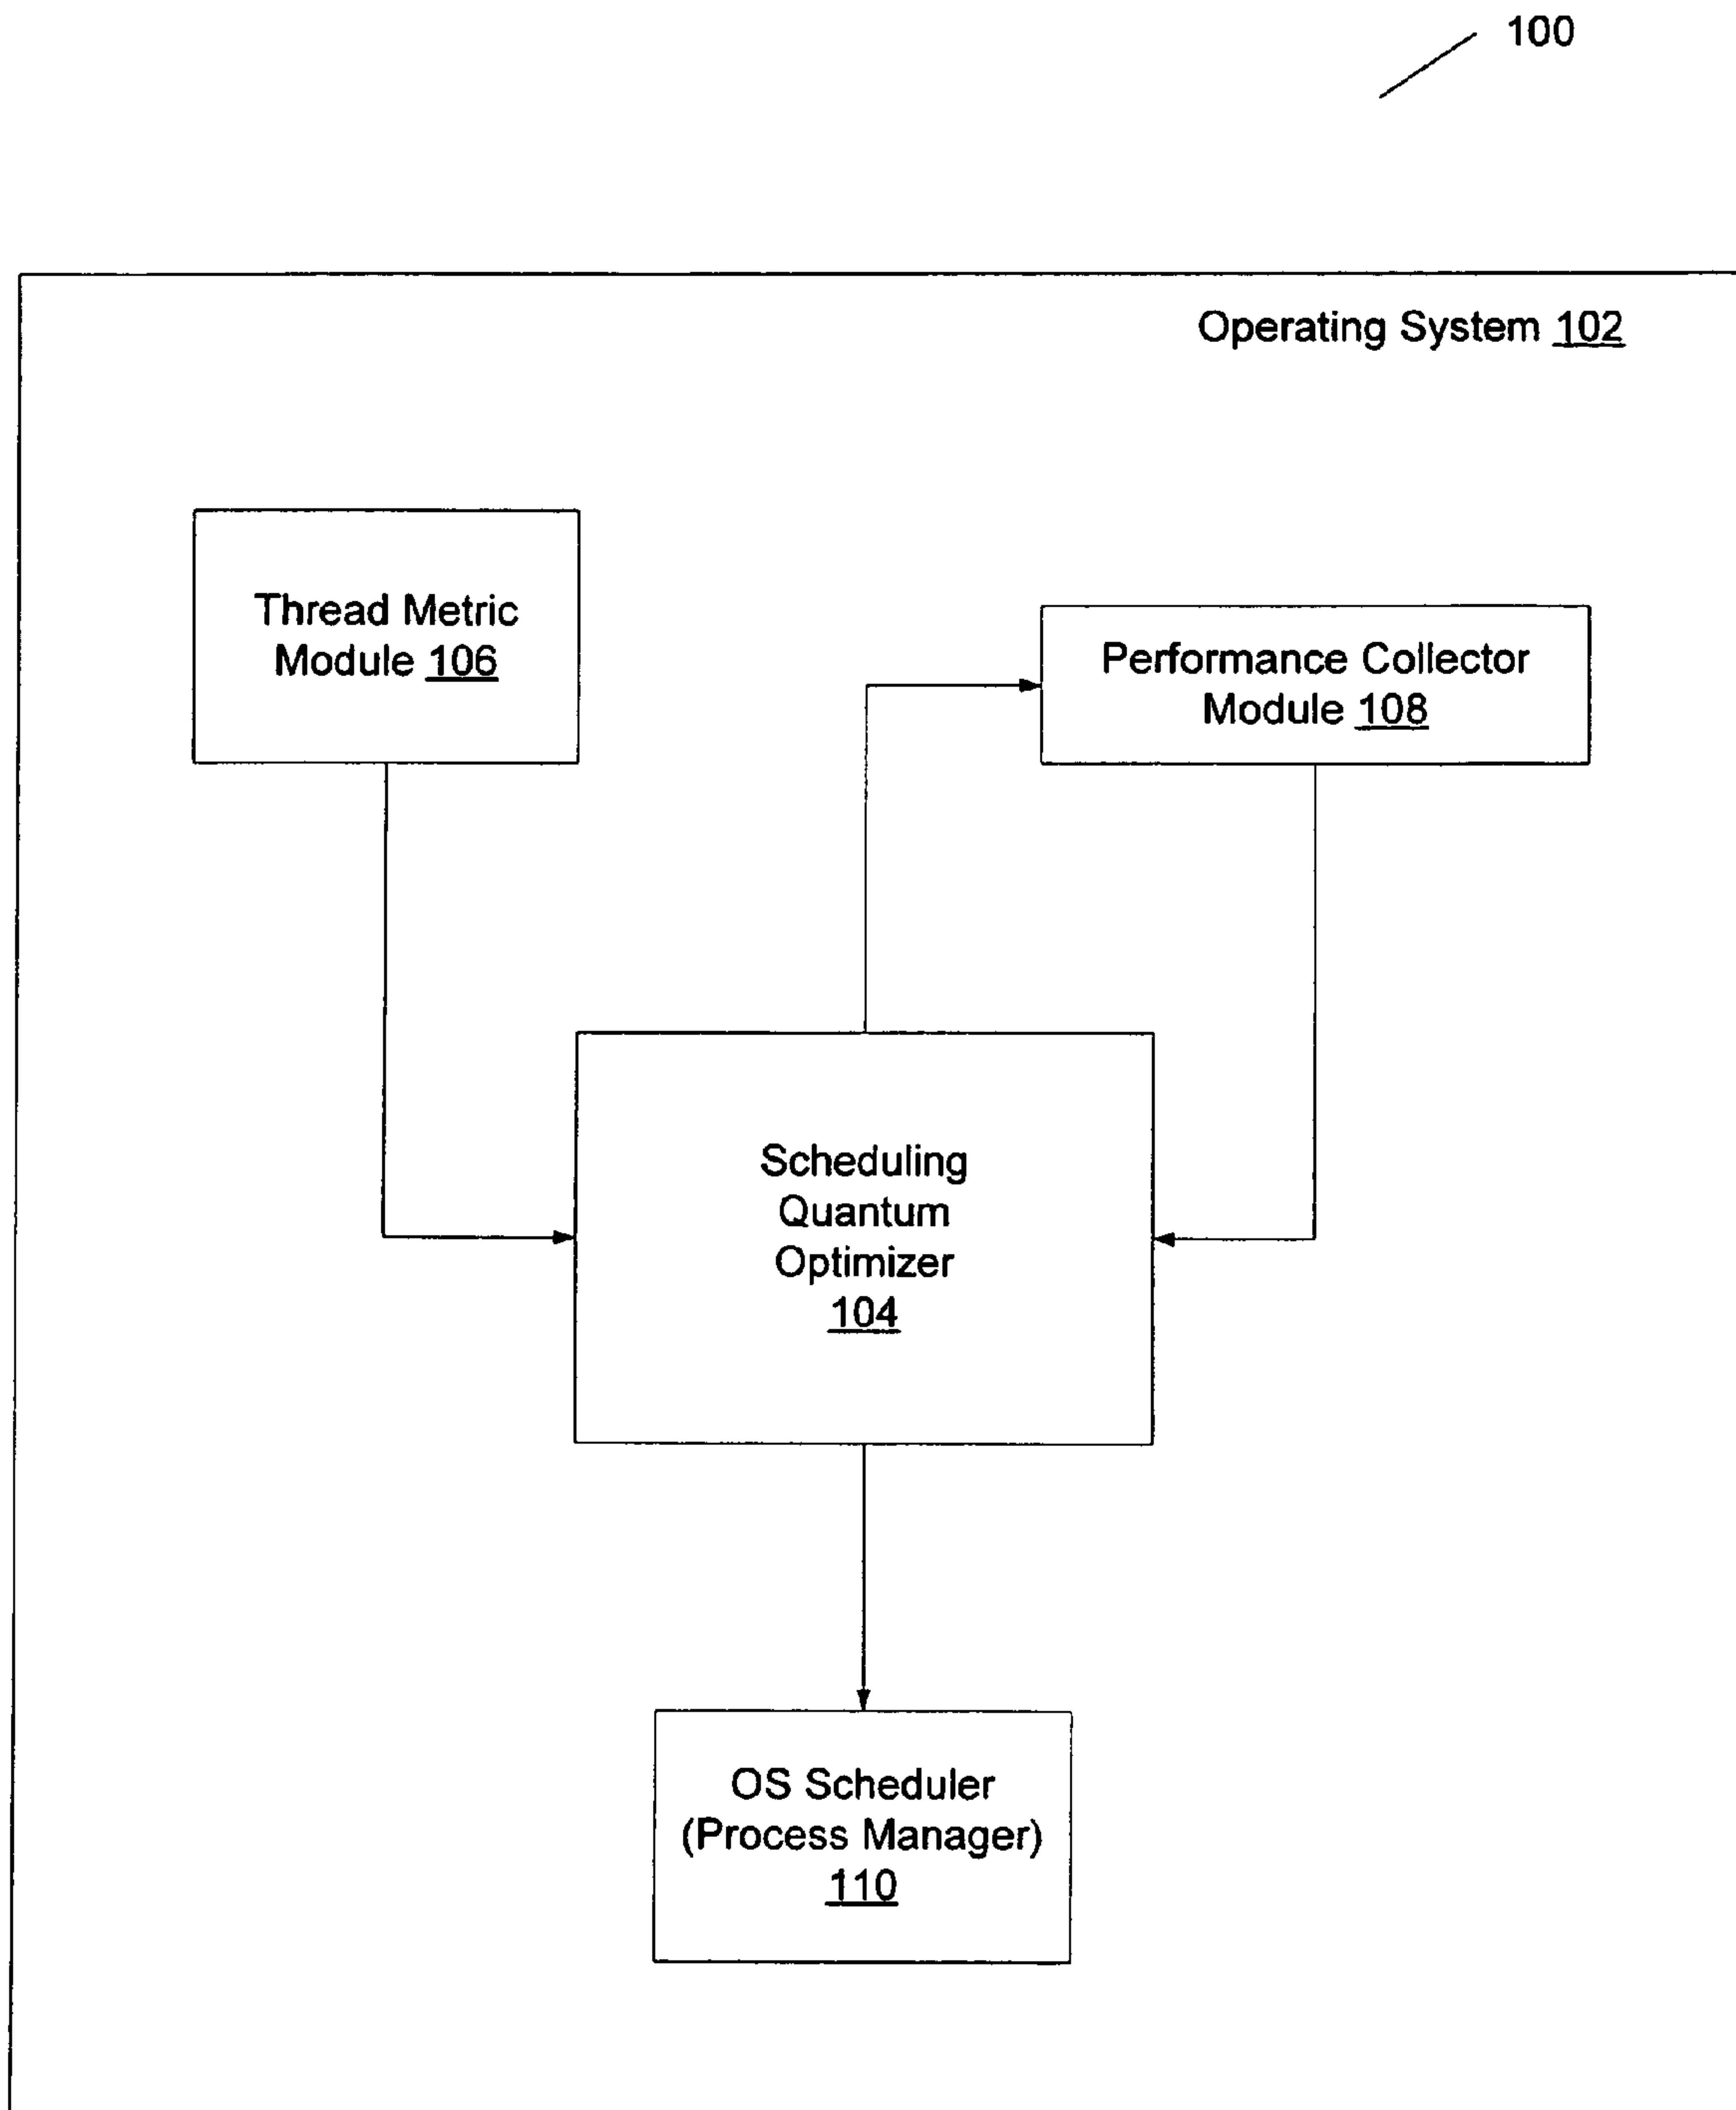 100
Operating System 102
Thread Metric
Module 106
Performance Collector
Module 108
Scheduling
Quantum
Optimizer
104
OS Scheduler
(Process Manager)
110